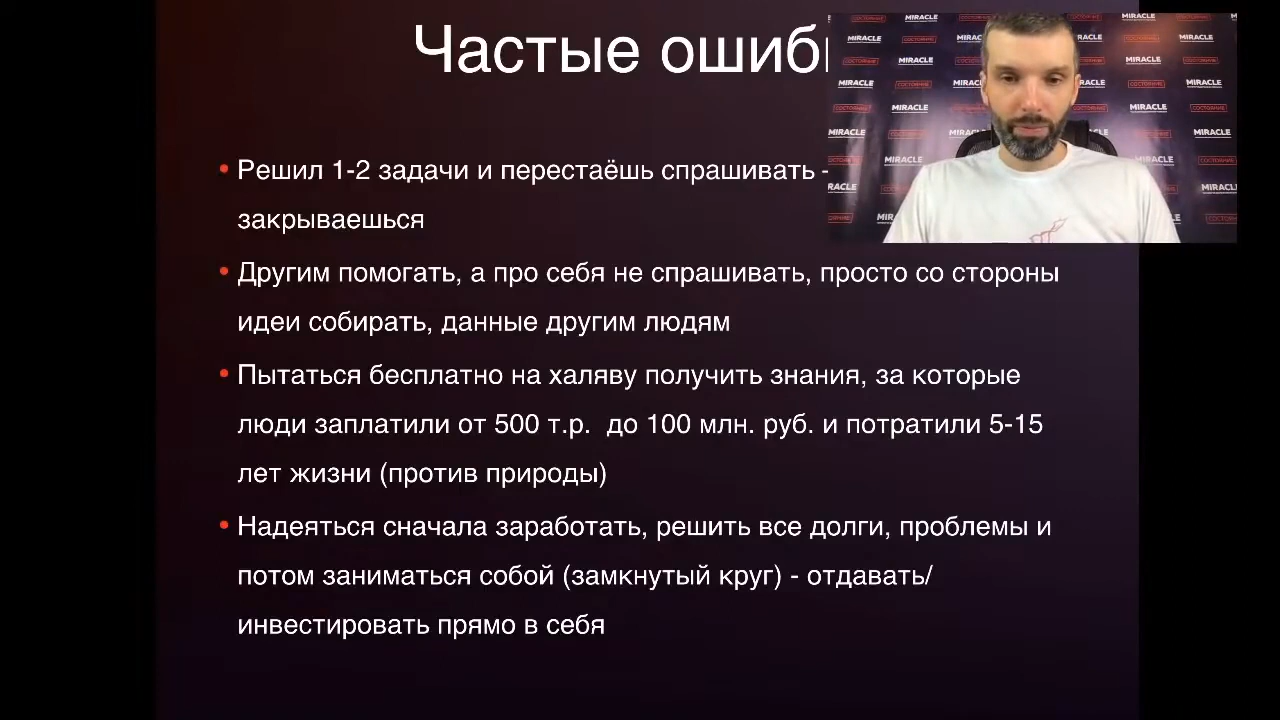 Частые ошиб
Решил 1-2 задачи и перестаёшь спрашивать -
закрываешься
Другим помогать, а про себя не спрашивать, просто со стороны
идеи собирать, данные другим людям
Пытаться бесплатно на халяву получить знания, за которые
люди заплатили от 500 т.р. до 100 млн. руб. и потратили 5-15
лет жизни (против природы)
Надеяться сначала заработать, решить все долги, проблемы и
потом заниматься собой (замкнутый круг) - отдавать/
инвестировать прямо в себя
MIRACLE
СОСТОЯНИЕ